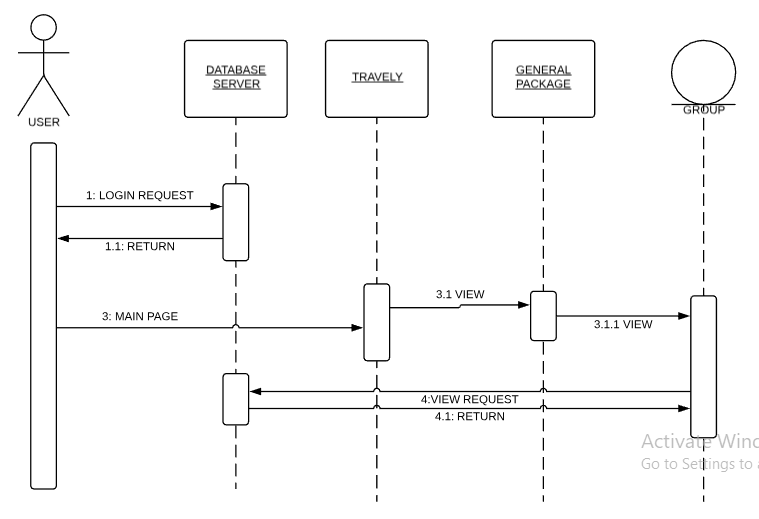 USER
DATABASE
SERVER
TRAVELY
GENERAL
PACKAGE
GROUP
1: LOGIN REQUEST
1.1: RETURN
3: MAIN PAGE
3.1 VIEW
3.1.1 VIEW
4:VIEW REQUEST
4.1: RETURN
Activate Wind
Go to Settings to a